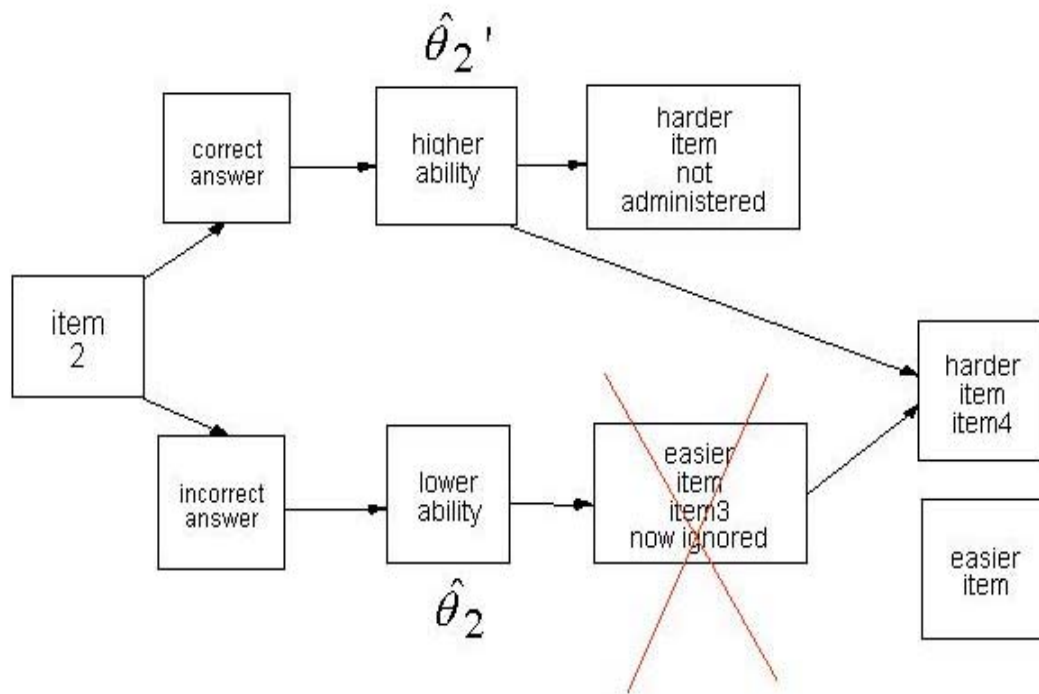 θ̂₂'
correct
answer
higher
ability
harder
item
not
administered
item
2
harder
item
item4
incorrect
answer
lower
ability
easier
item
item3
now ignored
easier
item
θ̂₂